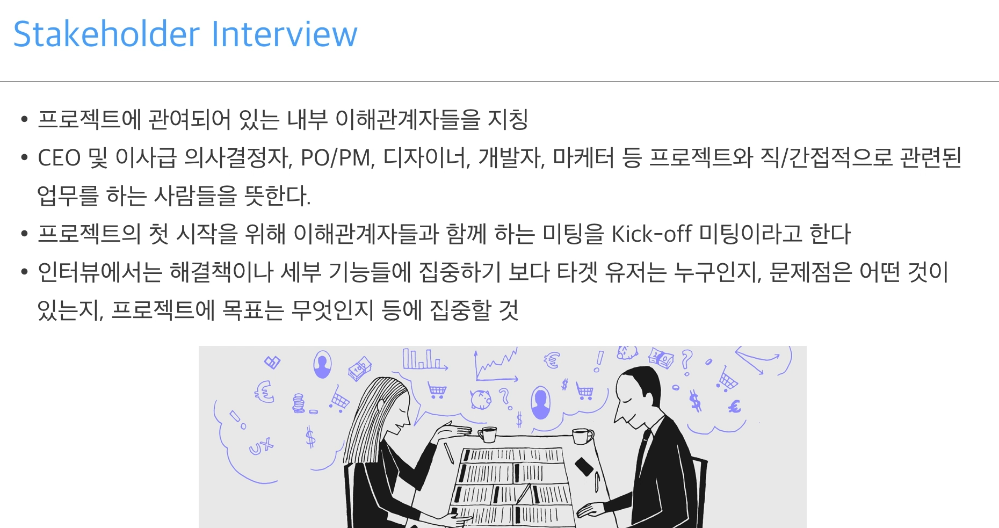 Stakeholder Interview
• 프로젝트에 관여되어 있는 내부 이해관계자들을 지칭
• CEO 및 이사급 의사결정자, PO/PM, 디자이너, 개발자, 마케터 등 프로젝트와 직/간접적으로 관련된
업무를 하는 사람들을 뜻한다.
• 프로젝트의 첫 시작을 위해 이해관계자들과 함께 하는 미팅을 Kick-off 미팅이라고 한다
• 인터뷰에서는 해결책이나 세부 기능들에 집중하기 보다 타겟 유저는 누구인지, 문제점은 어떤 것이
있는지, 프로젝트에 목표는 무엇인지 등에 집중할 것
100
€
!
?
10
€
!
?
$
$
$
€
$
UX